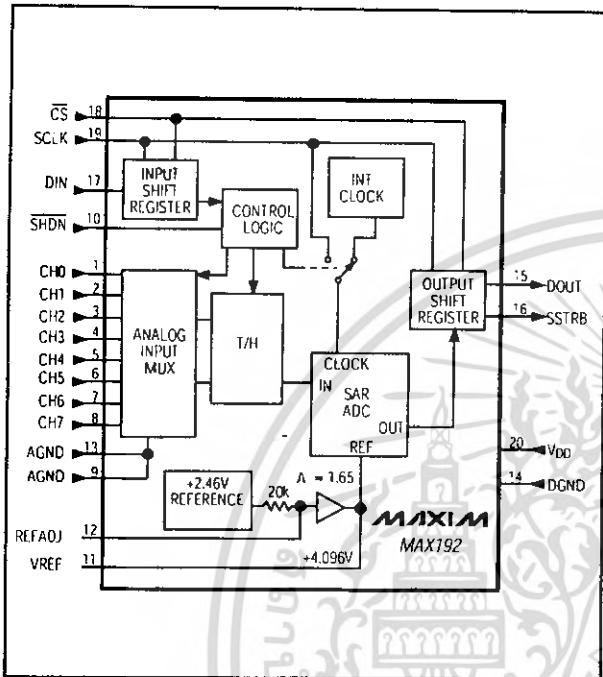 CS 18
SCLK 19
DIN 17
SHDN 10
INPUT
SHIFT
REGISTER
CONTROL
LOGIC
INT
CLOCK
CH0 1
CH1 2
CH2 3
CH3 4
CH4 5
CH5 6
CH6 7
CH7 8
AGND 13
AGND 9
ANALOG
INPUT
MUX
T/H
CLOCK
IN
SAR
ADC
OUT
REF
OUTPUT
SHIFT
REGISTER
15 DOUT
16 SSTRB
20 VDD
14 DGND
+2.46V
REFERENCE
20k
A = 1.65
REFADJ 12
VREF 11
+4.096V
MAXIM
MAX192